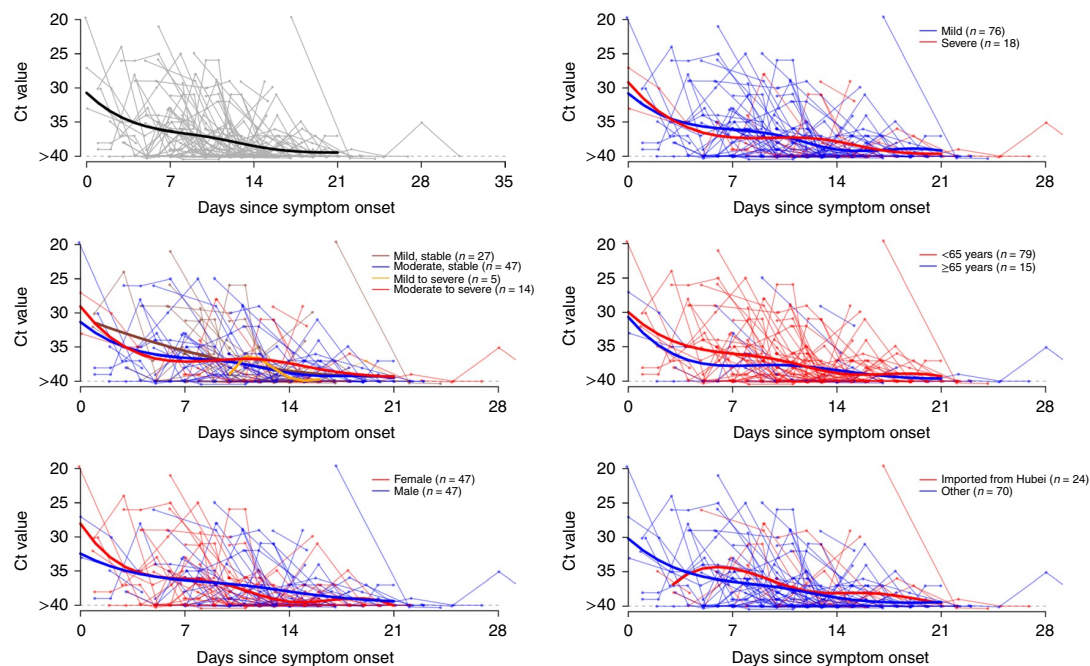 20
25
30
35
>40
Ct value
0
7
14
21
28
35
Days since symptom onset
20
25
30
35
>40
Ct value
Mild (n = 76)
Severe (n = 18)
0
7
14
21
28
Days since symptom onset
20
25
30
35
>40
Ct value
Mild, stable (n = 27)
Moderate, stable (n = 47)
Mild to severe (n = 5)
Moderate to severe (n = 14)
0
7
14
21
28
Days since symptom onset
20
25
30
35
>40
Ct value
<65 years (n = 79)
≥65 years (n = 15)
0
7
14
21
28
Days since symptom onset
20
25
30
35
>40
Ct value
Female (n = 47)
Male (n = 47)
0
7
14
21
28
Days since symptom onset
20
25
30
35
>40
Ct value
Imported from Hubei (n = 24)
Other (n = 70)
0
7
14
21
28
Days since symptom onset